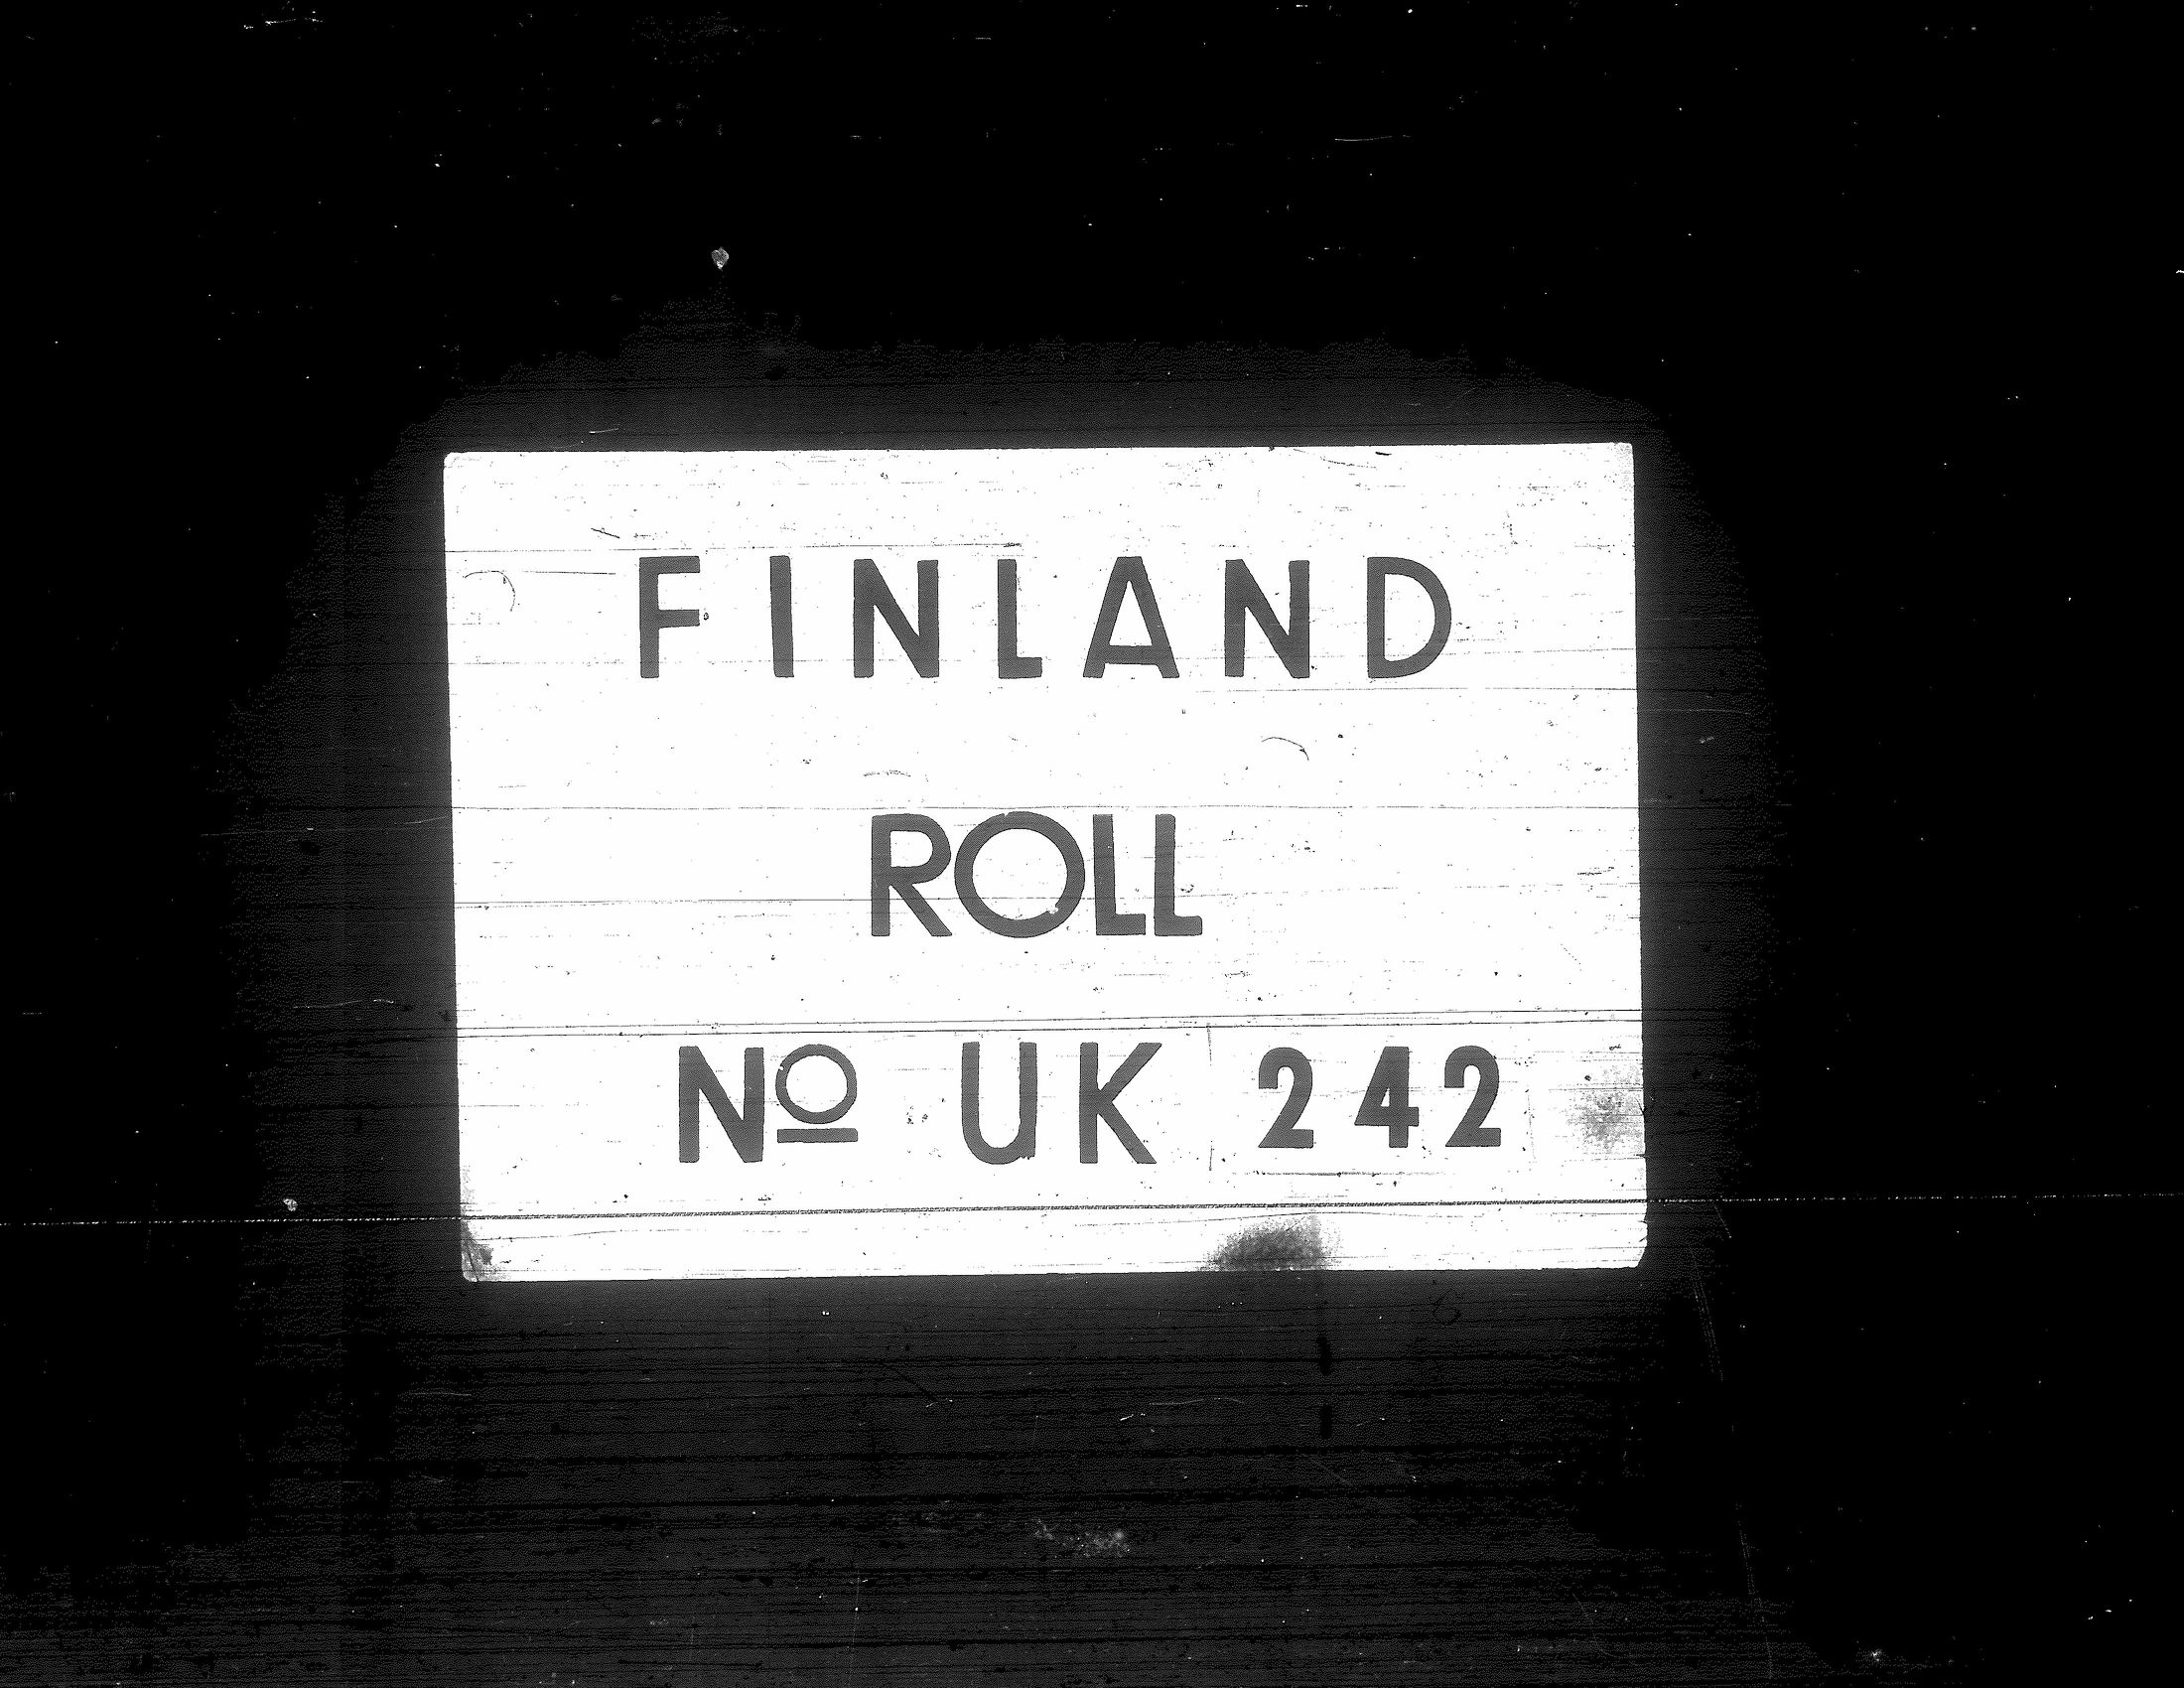 FINLAND
ROLL
Nº UK 242